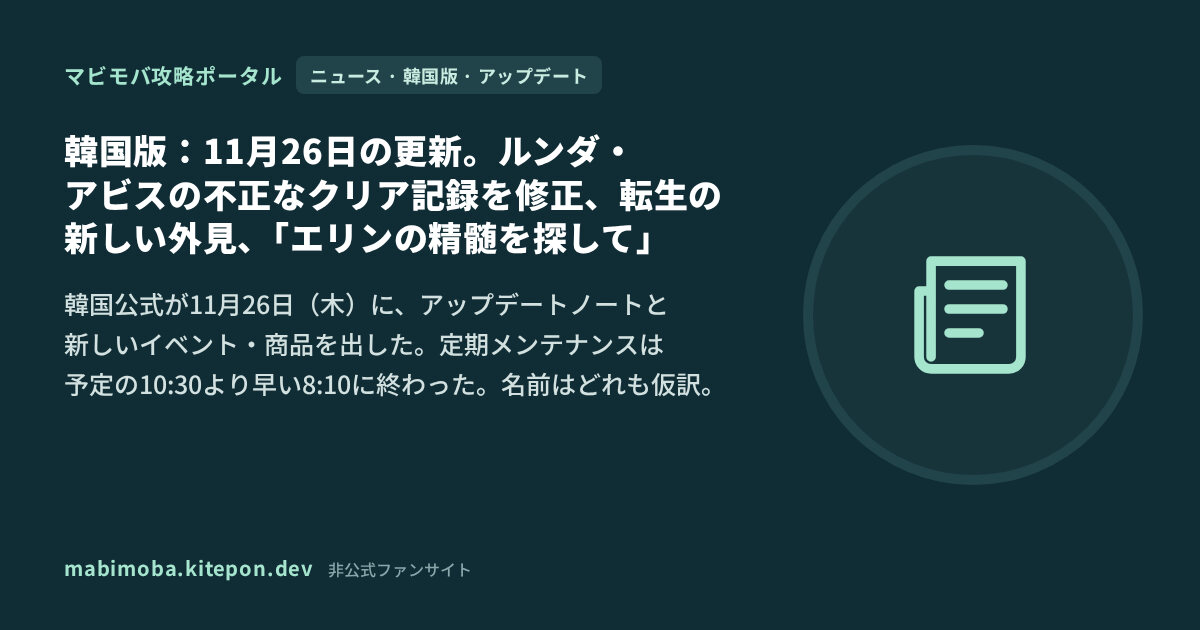 マビモバ攻略ポータル
ニュース · 韓国版 · アップデート
韓国版：11月26日の更新。ルンダ・
アビスの不正なクリア記録を修正、転生の
新しい外見、「エリンの精髄を探して」
韓国公式が11月26日（木）に、アップデートノートと
新しいイベント・商品を出した。定期メンテナンスは
予定の10:30より早い8:10に終わった。名前はどれも仮訳。
mabimoba.kitepon.dev
非公式ファンサイト